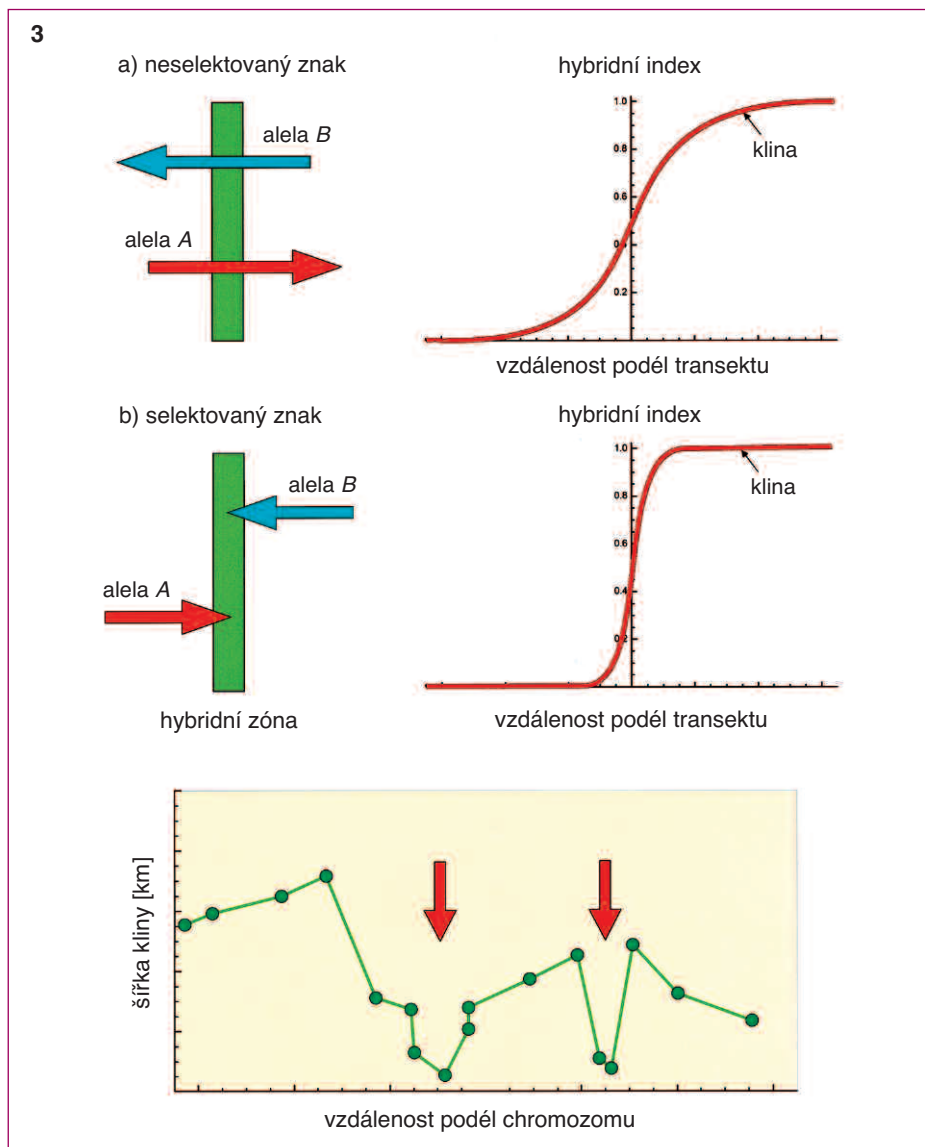 3
a) neselektovaný znak
hybridní index
alela B
alela A
1.0
0.8
0.6
0.4
0.2
klina
vzdálenost podél transektu
b) selektovaný znak
hybridní index
alela B
alela A
1.0
0.8
0.6
0.4
0.2
klina
hybridní zóna
vzdálenost podél transektu
šířka kliny [km]
vzdálenost podél chromozomu